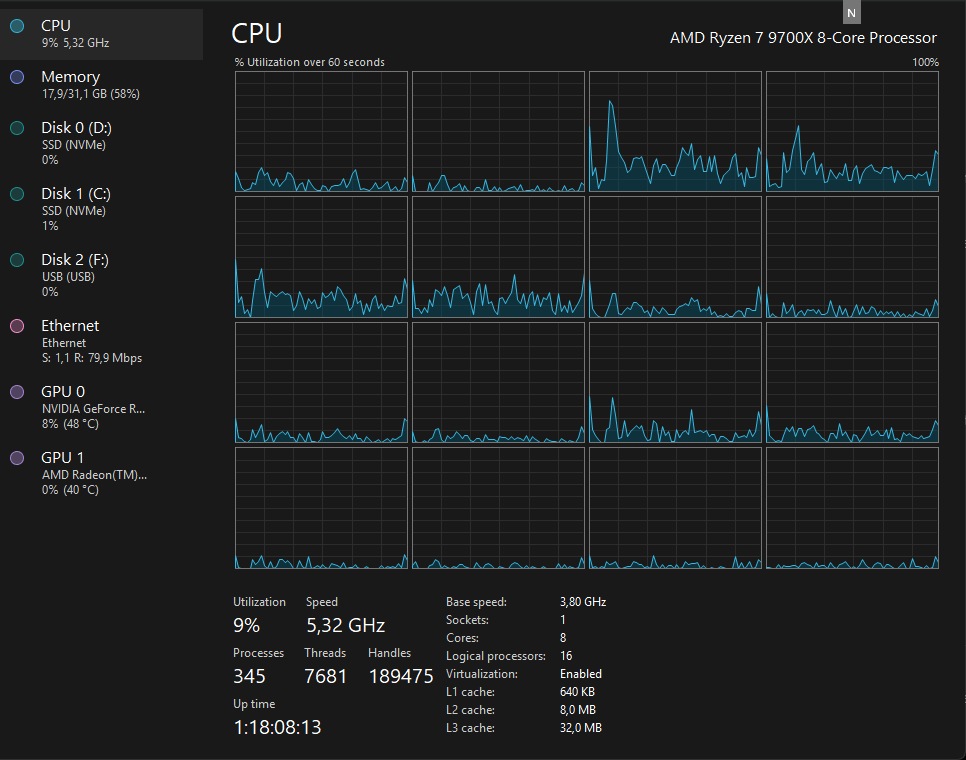 N
CPU
9% 5,32 GHz
Memory
17,9/31,1 GB (58%)
Disk 0 (D:)
SSD (NVMe)
0%
Disk 1 (C:)
SSD (NVMe)
1%
Disk 2 (F:)
USB (USB)
0%
Ethernet
Ethernet
S: 1,1 R: 79,9 Mbps
GPU 0
NVIDIA GeForce R...
8% (48 °C)
GPU 1
AMD Radeon(TM)...
0% (40 °C)
CPU
AMD Ryzen 7 9700X 8-Core Processor
% Utilization over 60 seconds 100%
Utilization Speed
9% 5,32 GHz
Processes Threads Handles
345 7681 189475
Up time
1:18:08:13
Base speed: 3,80 GHz
Sockets: 1
Cores: 8
Logical processors: 16
Virtualization: Enabled
L1 cache: 640 KB
L2 cache: 8,0 MB
L3 cache: 32,0 MB